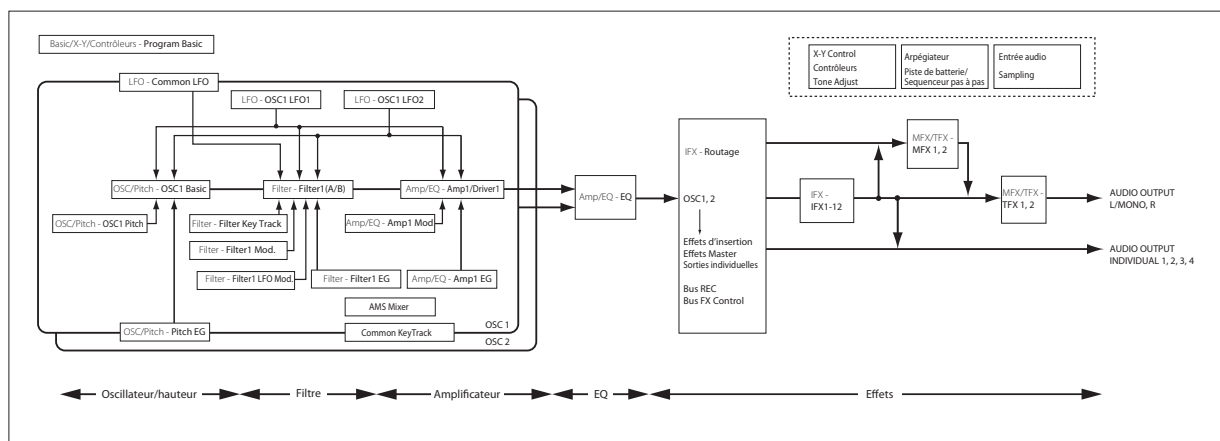 Basic/X-Y/Contrôleurs - Program Basic
X-Y Control
Contrôleurs
Tone Adjust
Arpégiateur
Piste de batterie/
Sequenceur pas à pas
Entrée audio
Sampling
LFO - Common LFO
LFO - OSC1 LFO1
LFO - OSC1 LFO2
OSC/Pitch - OSC1 Basic
Filter - Filter1(A/B)
Amp/EQ - Amp1/Driver1
OSC/Pitch - OSC1 Pitch
Filter - Filter Key Track
Amp/EQ - Amp1 Mod
Filter - Filter1 Mod.
Filter - Filter1 LFO Mod.
Filter - Filter1 EG
Amp/EQ - Amp1 EG
AMS Mixer
OSC/Pitch - Pitch EG
Common KeyTrack
OSC 1
OSC 2
Amp/EQ - EQ
IFX - Routage
OSC1, 2
Effets d'insertion
Effets Master
Sorties individuelles
Bus REC
Bus FX Control
IFX -
IFX1-12
MFX/TFX -
MFX 1, 2
MFX/TFX -
TFX 1, 2
AUDIO OUTPUT
L/MONO, R
AUDIO OUTPUT
INDIVIDUAL 1, 2, 3, 4
Oscillateur/hauteur
Filtre
Amplificateur
EQ
Effets